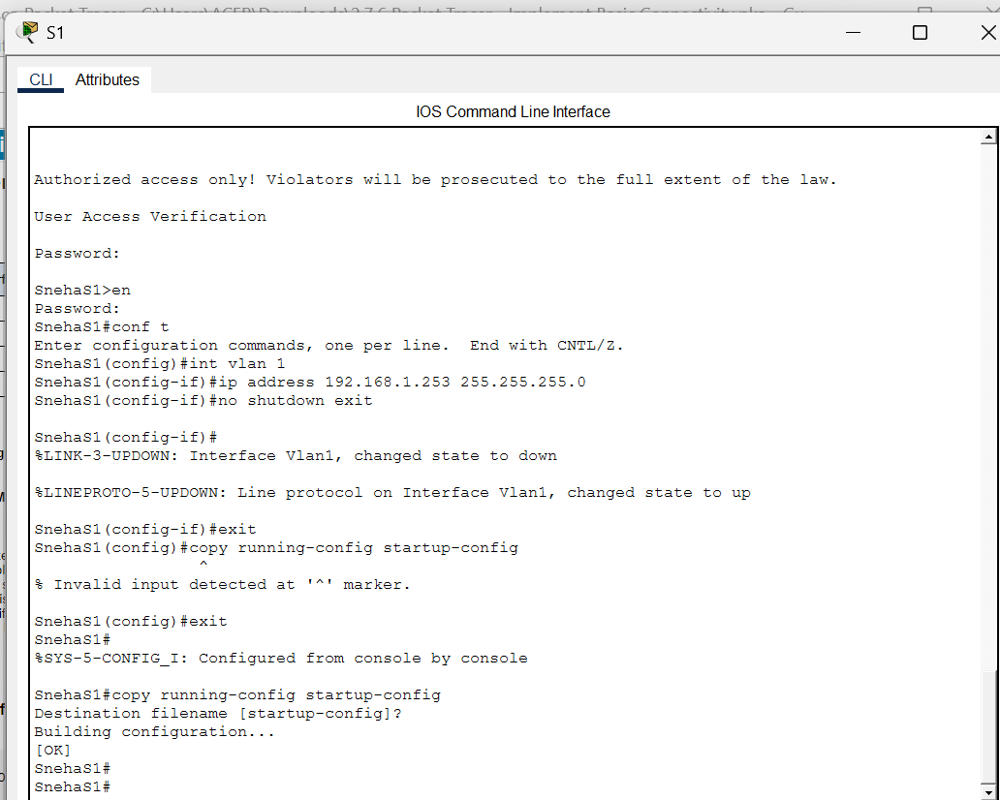 S1
CLI Attributes
IOS Command Line Interface
Authorized access only! Violators will be prosecuted to the full extent of the law.
User Access Verification
Password:
SnehaS1>en
Password:
SnehaS1#conf t
Enter configuration commands, one per line.  End with CNTL/Z.
SnehaS1(config)#int vlan 1
SnehaS1(config-if)#ip address 192.168.1.253 255.255.255.0
SnehaS1(config-if)#no shutdown exit
SnehaS1(config-if)#
%LINK-3-UPDOWN: Interface Vlan1, changed state to down
%LINEPROTO-5-UPDOWN: Line protocol on Interface Vlan1, changed state to up
SnehaS1(config-if)#exit
SnehaS1(config)#copy running-config startup-config
^
% Invalid input detected at '^' marker.
SnehaS1(config)#exit
SnehaS1#
%SYS-5-CONFIG_I: Configured from console by console
SnehaS1#copy running-config startup-config
Destination filename [startup-config]?
Building configuration...
[OK]
SnehaS1#
SnehaS1#